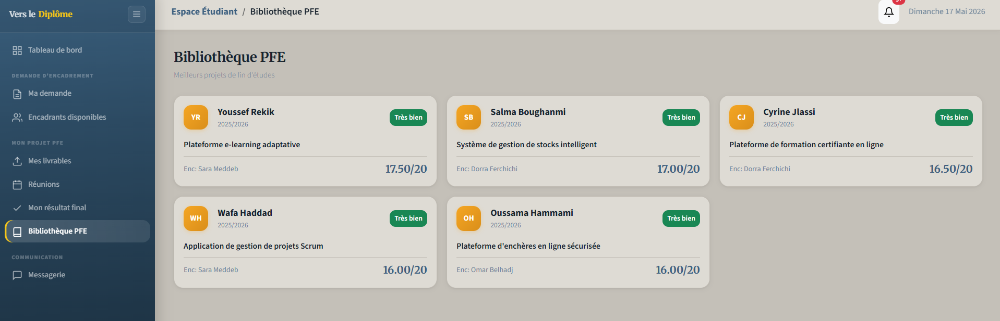 Vers le Diplôme
Espace Étudiant / Bibliothèque PFE
Dimanche 17 Mai 2026
Tableau de bord
DEMANDE D'ENCADREMENT
Ma demande
Encadrants disponibles
MON PROJET PFE
Mes livrables
Réunions
Mon résultat final
Bibliothèque PFE
COMMUNICATION
Messagerie
Bibliothèque PFE
Meilleurs projets de fin d'études
YR
Youssef Rekik
2025/2026
Très bien
Plateforme e-learning adaptative
Enc: Sara Meddeb
17.50/20
SB
Salma Boughanmi
2025/2026
Très bien
Système de gestion de stocks intelligent
Enc: Dorra Ferchichi
17.00/20
CJ
Cyrine Jlassi
2025/2026
Très bien
Plateforme de formation certifiante en ligne
Enc: Dorra Ferchichi
16.50/20
WH
Wafa Haddad
2025/2026
Très bien
Application de gestion de projets Scrum
Enc: Sara Meddeb
16.00/20
OH
Oussama Hammami
2025/2026
Très bien
Plateforme d'enchères en ligne sécurisée
Enc: Omar Belhadj
16.00/20